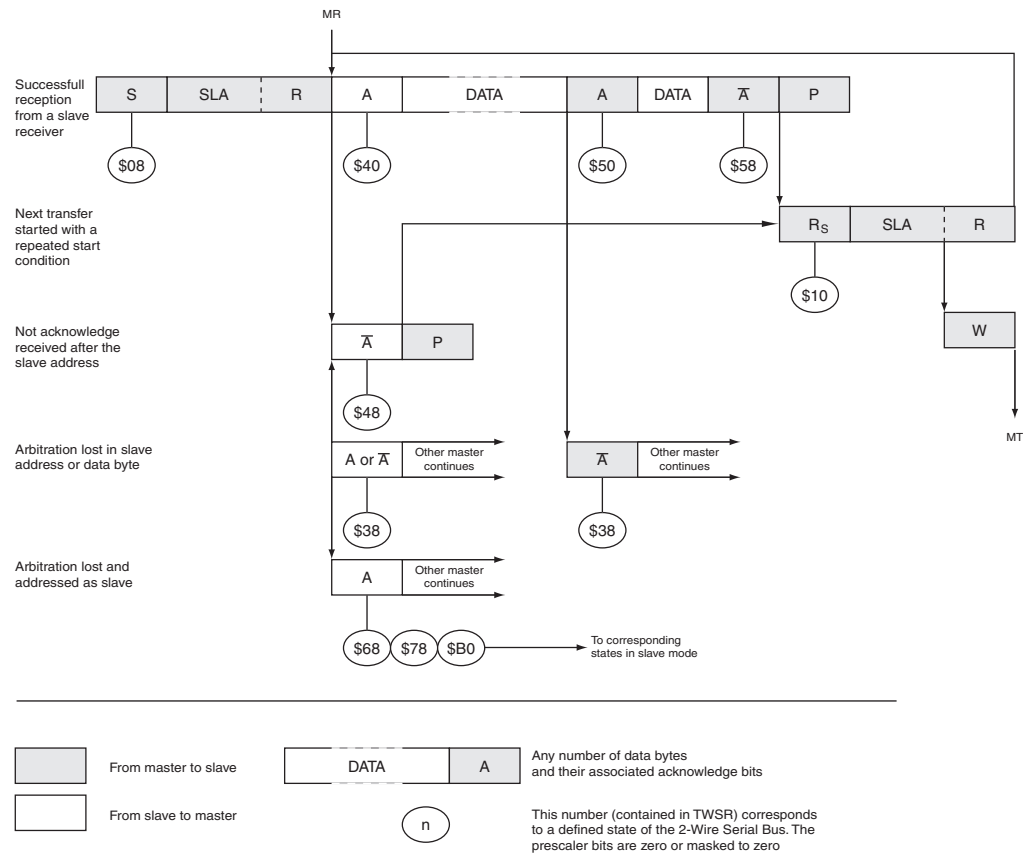 MR
Successfull
reception
from a slave
receiver
S SLA R A DATA A DATA A̅ P
$08 $40 $50 $58
Next transfer
started with a
repeated start
condition
RS SLA R
$10
W
MT
Not acknowledge
received after the
slave address
A̅ P
$48
Arbitration lost in slave
address or data byte
A or A̅
Other master
continues
A̅
Other master
continues
$38 $38
Arbitration lost and
addressed as slave
A
Other master
continues
$68 $78 $B0
To corresponding
states in slave mode
From master to slave
DATA A
Any number of data bytes
and their associated acknowledge bits
From slave to master
n
This number (contained in TWSR) corresponds
to a defined state of the 2-Wire Serial Bus. The
prescaler bits are zero or masked to zero